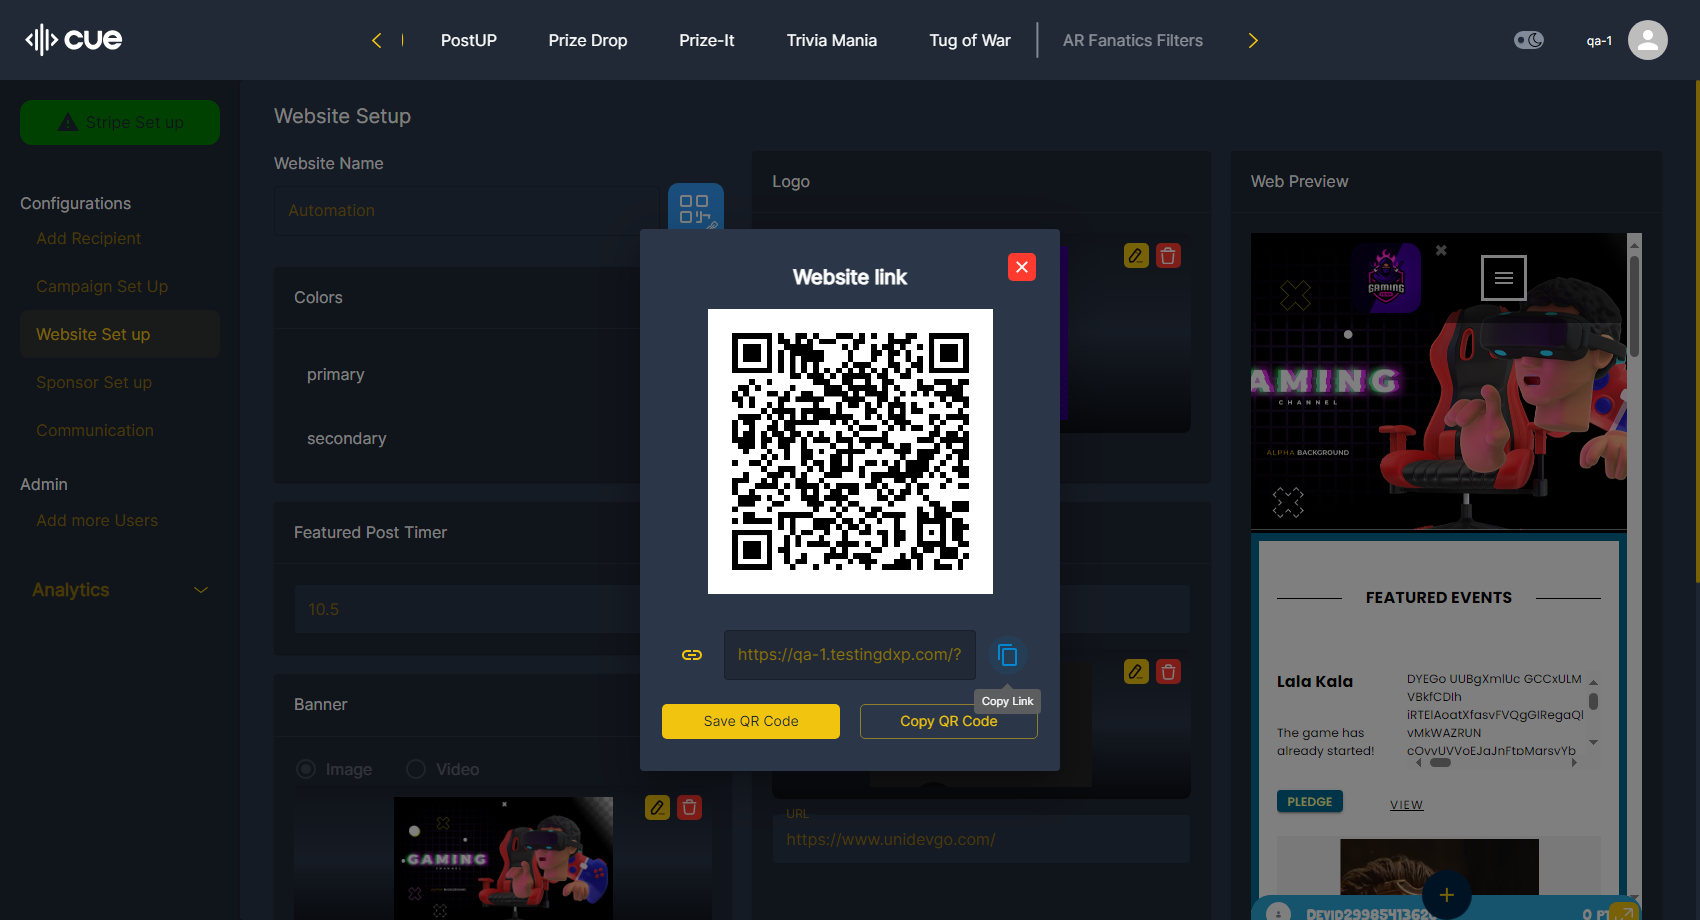 cue
PostUP
Prize Drop
Prize-It
Trivia Mania
Tug of War
AR Fanatics Filters
qa-1
Stripe Set up
Configurations
Add Recipient
Campaign Set Up
Website Set up
Sponsor Set up
Communication
Admin
Add more Users
Analytics
Website Setup
Website Name
Automation
Colors
primary
secondary
Featured Post Timer
10.5
Banner
Image
Video
GAMING
CHANNEL
Logo
Website link
https://qa-1.testingdxp.com/?
Copy Link
Save QR Code
Copy QR Code
URL
https://www.unidevgo.com/
Web Preview
GAMING
AMING
CHANNEL
ALPHA BACKGROUND
FEATURED EVENTS
Lala Kala
The game has
already started!
DYEGo UUBgXmlUc GCCxULM
VBkfCDIh
iRTElAoatXfasvFVQgGlRegaQl
vMkWAZRUN
cOvvUVVoEJaJnFtpMarsvYb
PLEDGE
VIEW
+
0